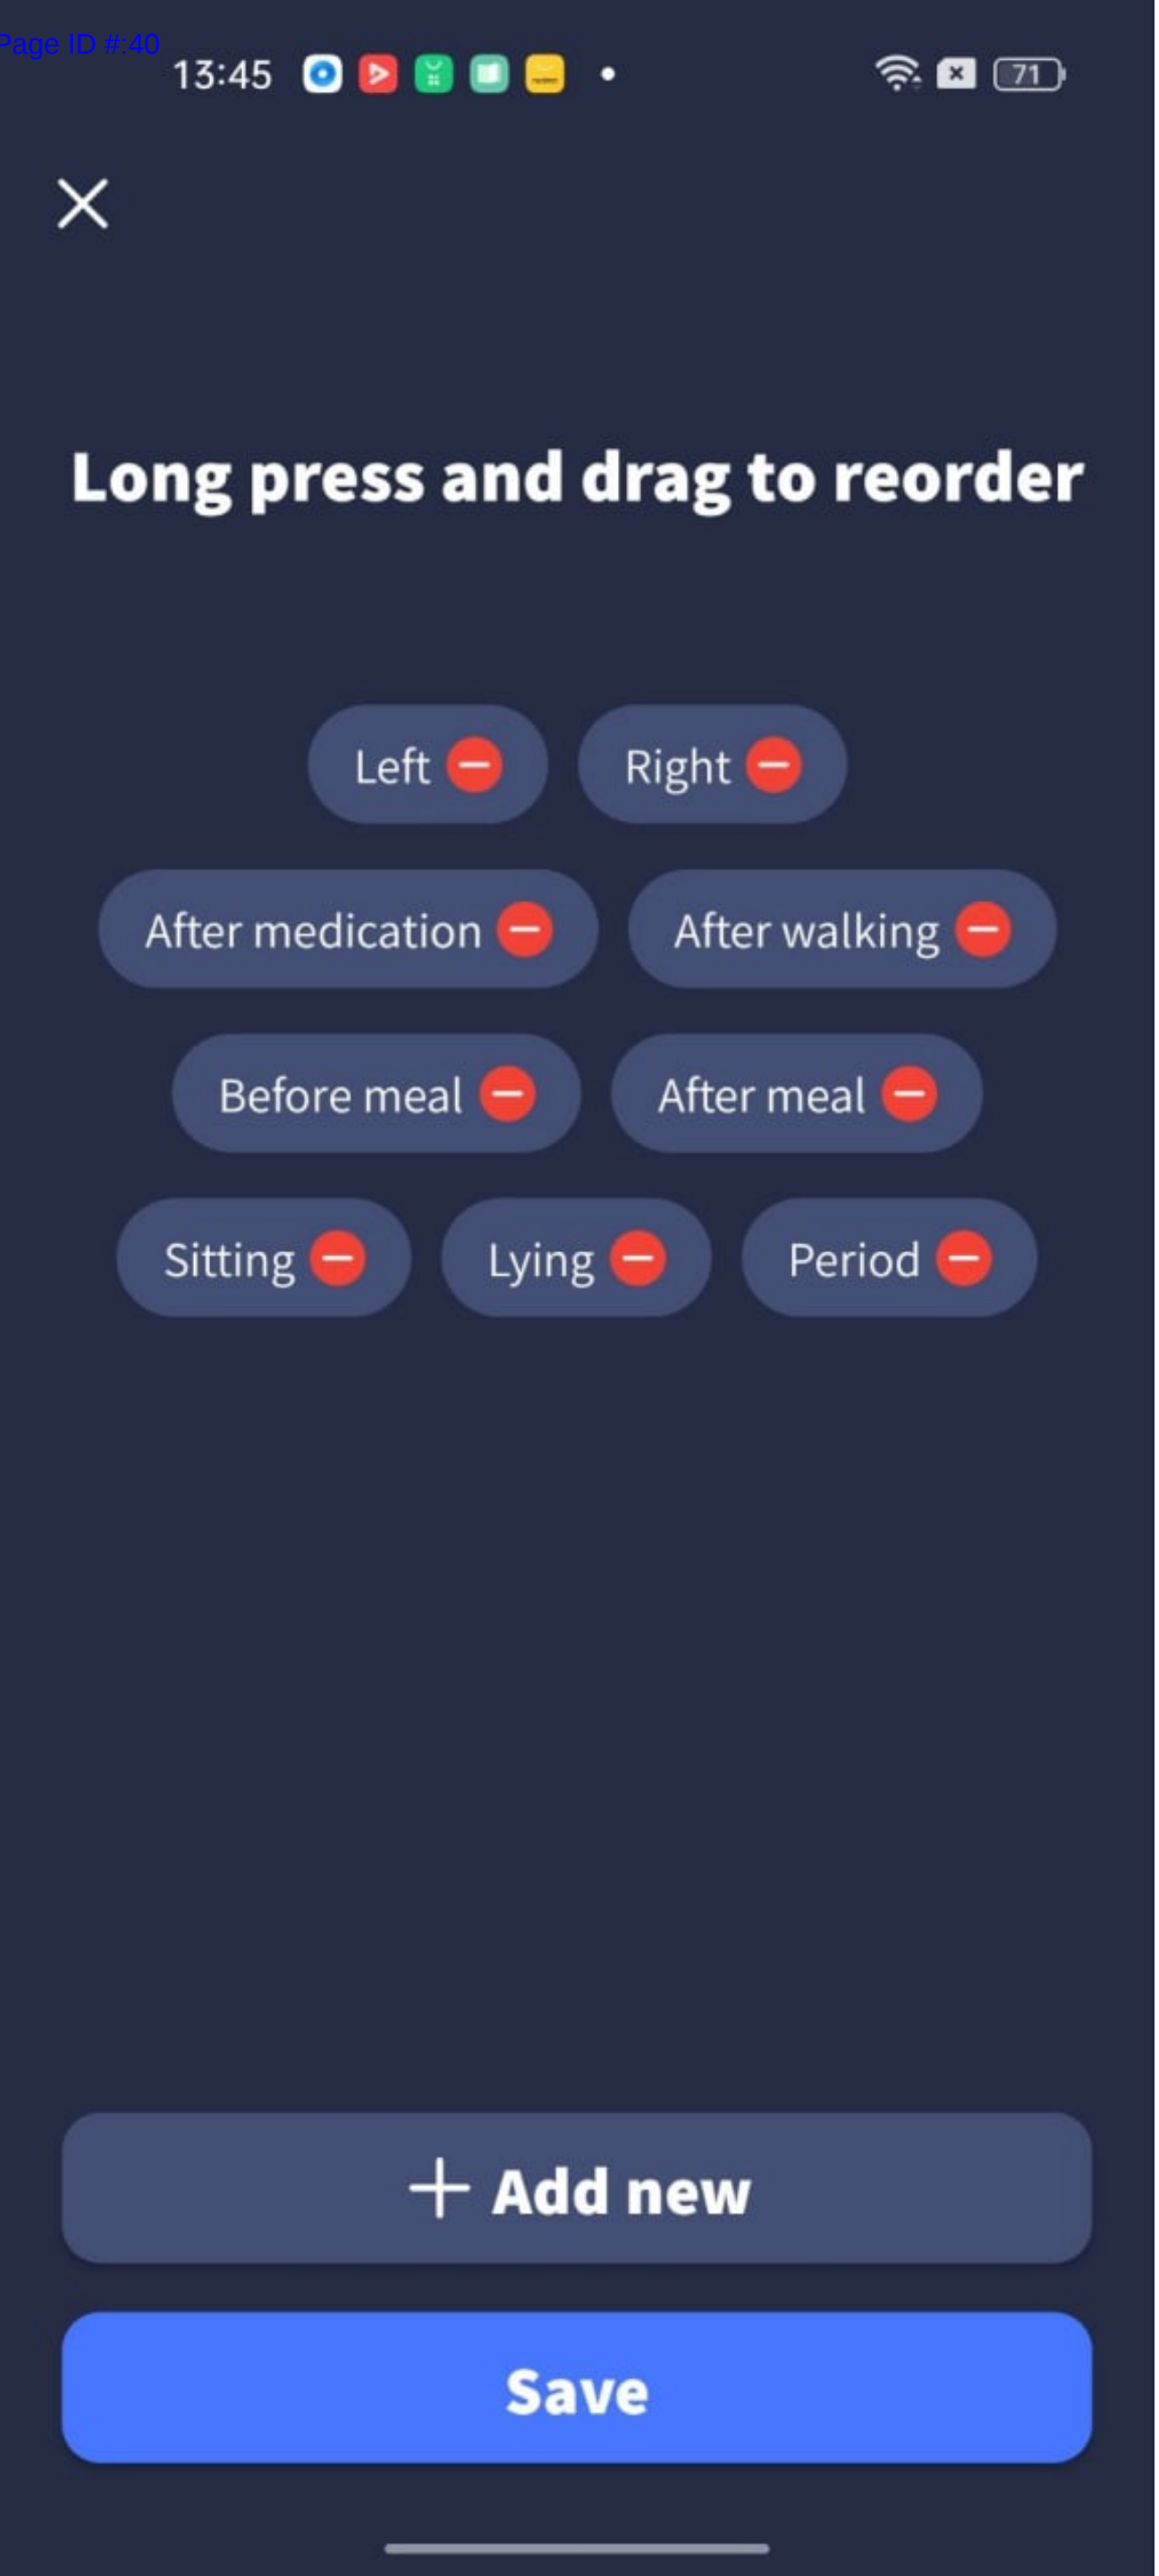 Page ID #:40
13:45
71
Long press and drag to reorder
Left Right
After medication After walking
Before meal After meal
Sitting Lying Period
Add new
Save